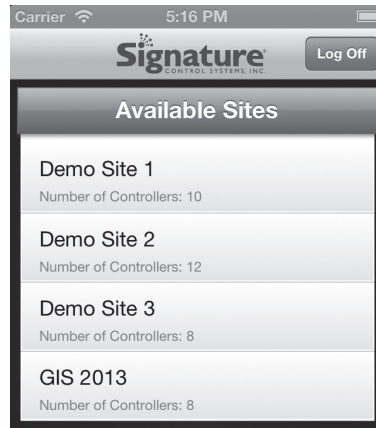 Carrier 5:16 PM
Signature
CONTROL SYSTEMS, INC.
Log Off
Available Sites
Demo Site 1
Number of Controllers: 10
Demo Site 2
Number of Controllers: 12
Demo Site 3
Number of Controllers: 8
GIS 2013
Number of Controllers: 8